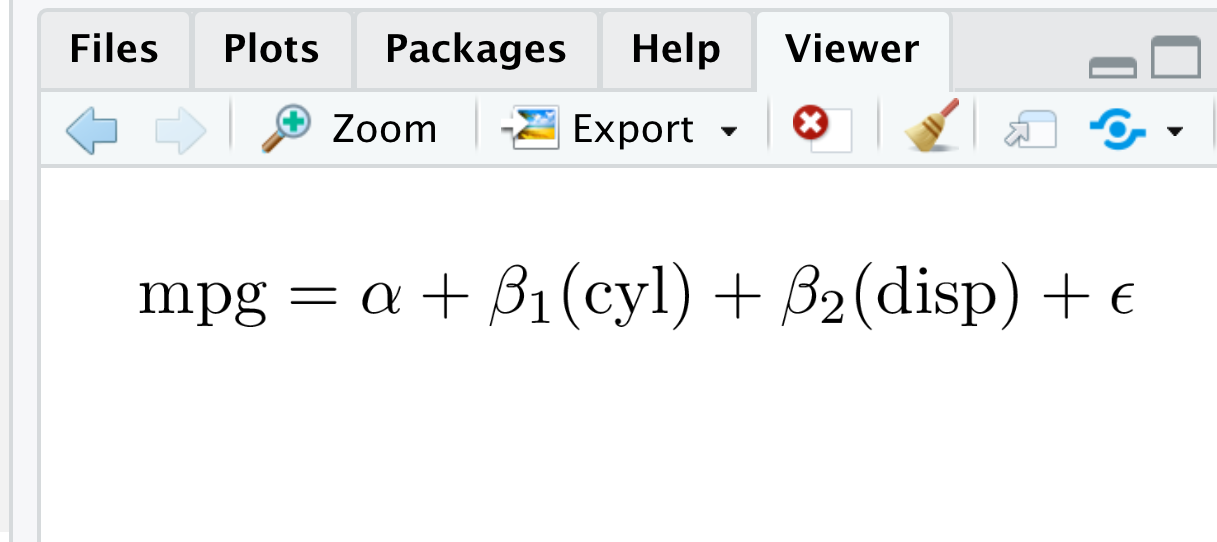 Files Plots Packages Help Viewer
Zoom Export
mpg = α + β₁(cyl) + β₂(disp) + ϵ